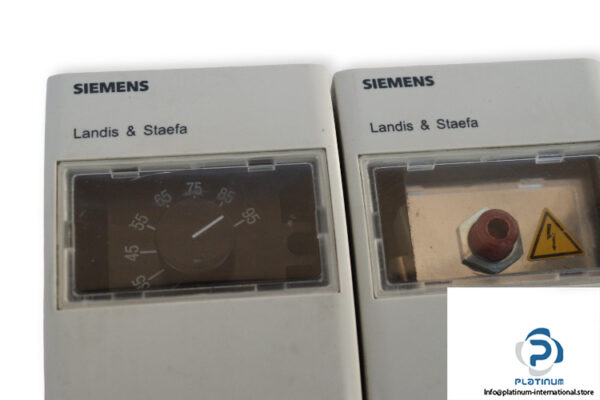 SIEMENS
Landis & Staefa
35 45 55 65 75 85 95
SIEMENS
Landis & Staefa
PLATINUM
Info@platinum-international.store